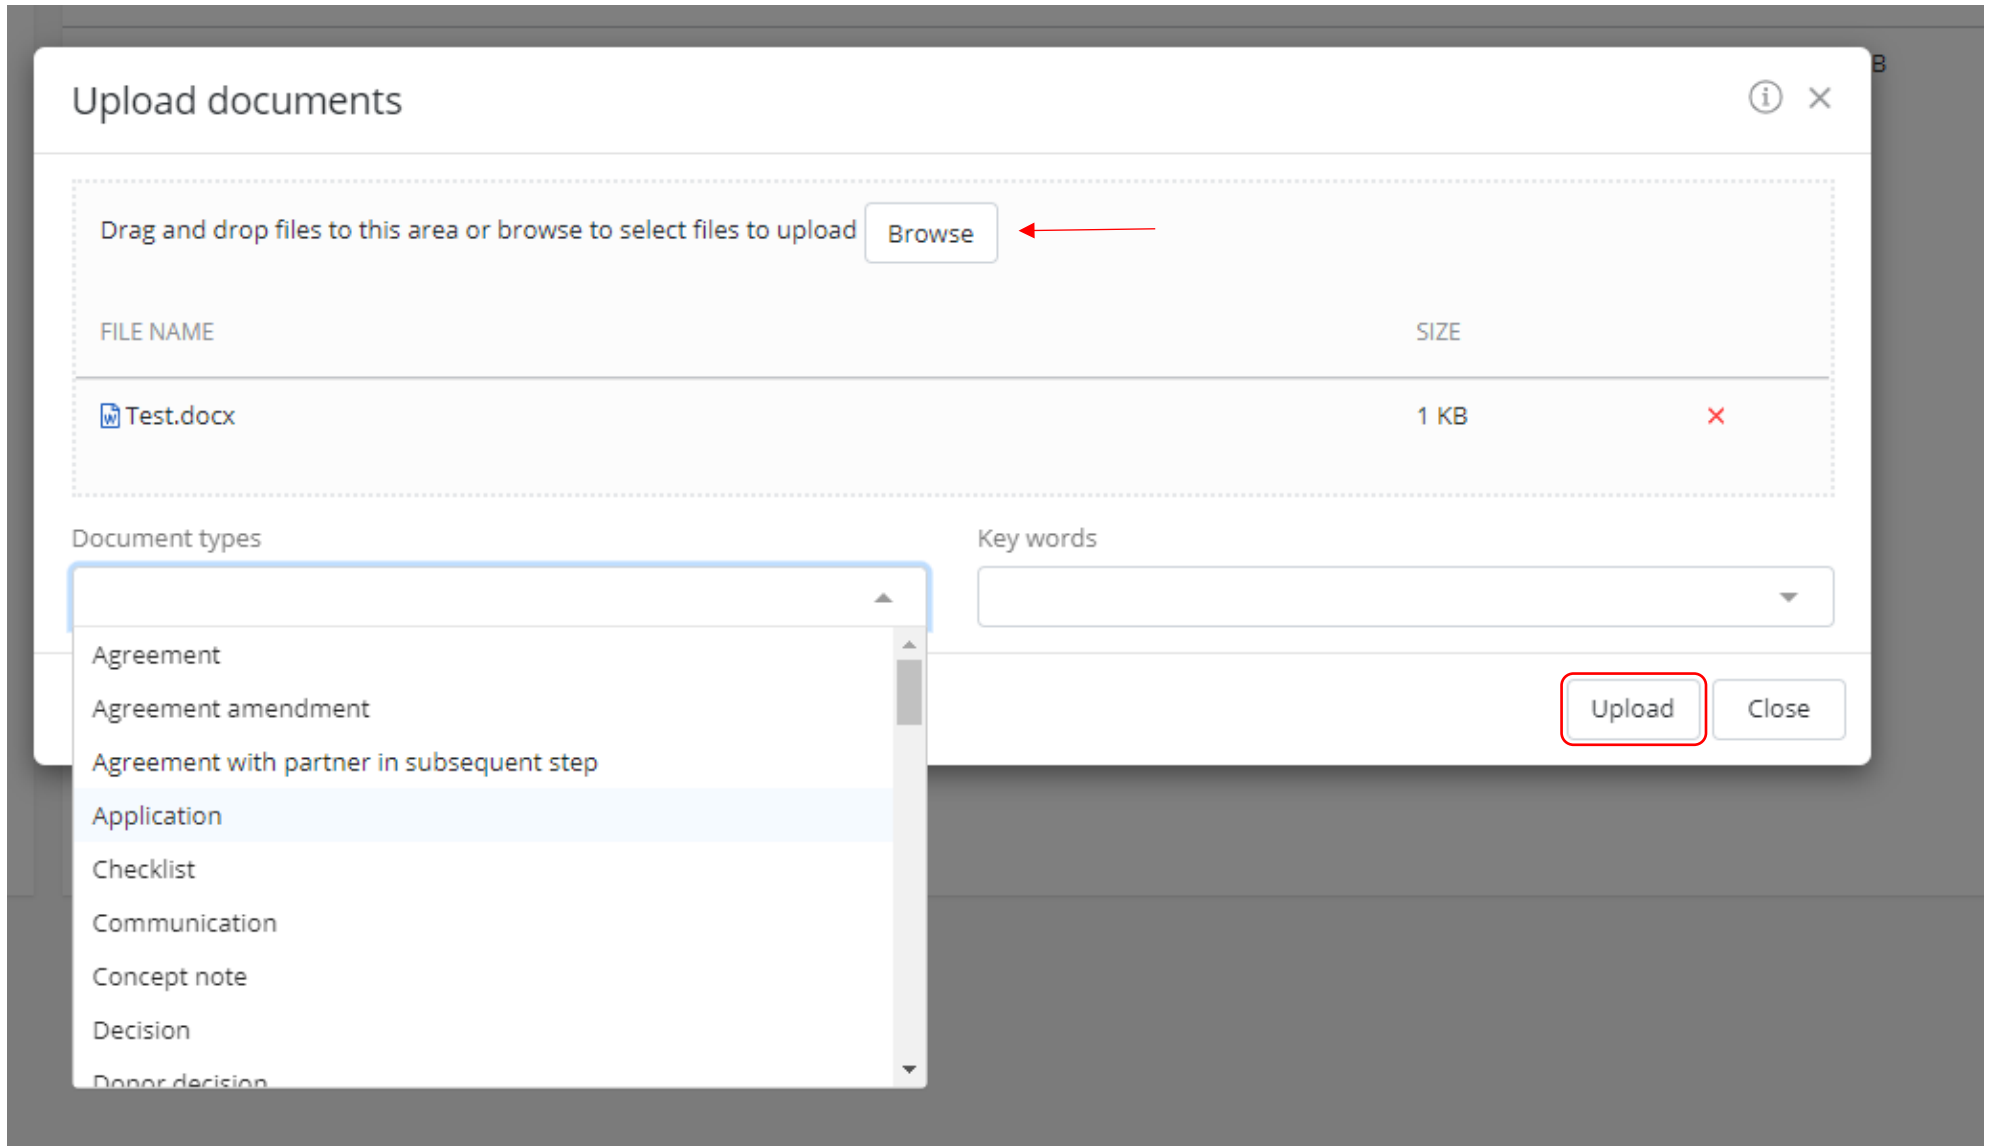 B
Upload documents
Drag and drop files to this area or browse to select files to upload Browse
FILE NAME SIZE
Test.docx 1 KB
Document types Key words
Agreement
Agreement amendment
Agreement with partner in subsequent step
Upload Close
Application
Checklist
Communication
Concept note
Decision
Donor decision